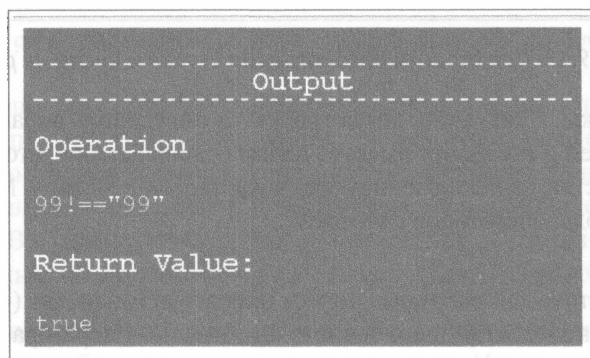 Output
Operation
99!=="99"
Return Value:
true